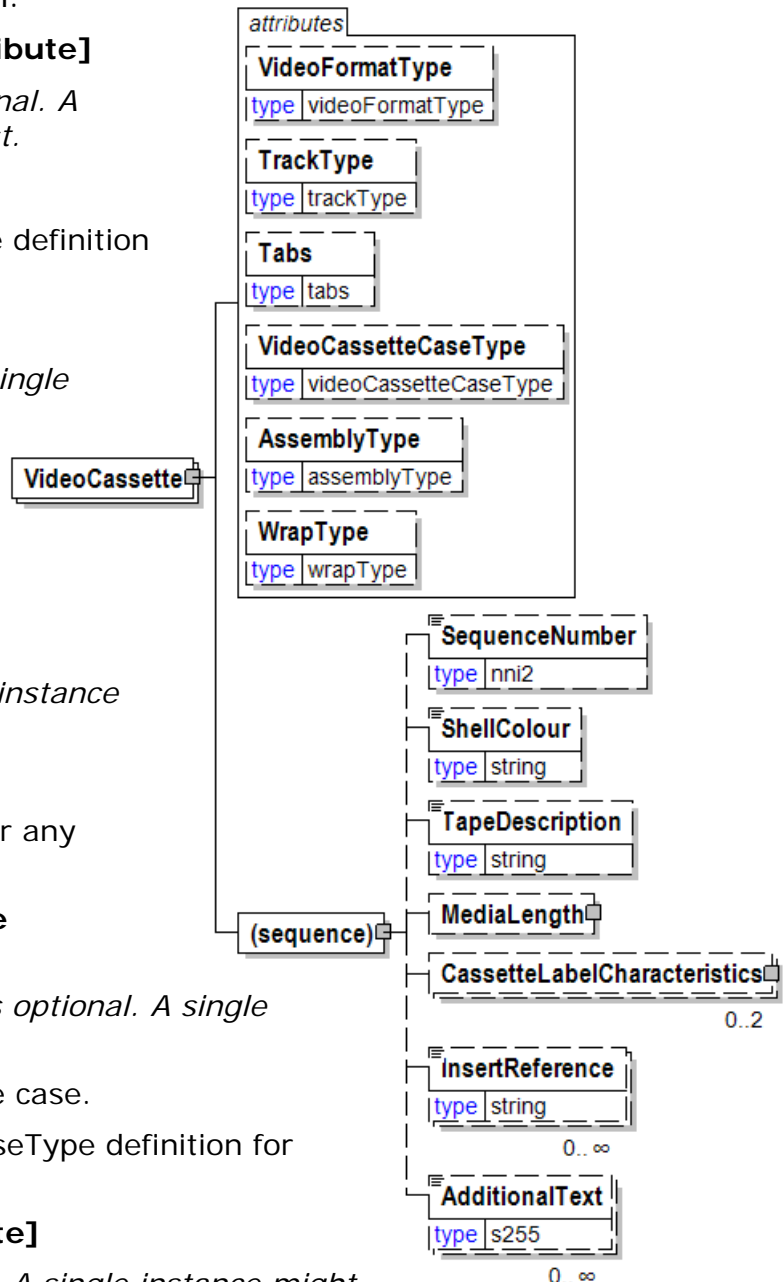 ibute]
nal. A
t.
e definition
ingle
instance
r any
e
s optional. A single
e case.
seType definition for
te]
A single instance might
attributes
VideoFormatType
type videoFormatType
TrackType
type trackType
Tabs
type tabs
VideoCassetteCaseType
type videoCassetteCaseType
AssemblyType
type assemblyType
WrapType
type wrapType
VideoCassette
(sequence)
SequenceNumber
type nni2
ShellColour
type string
TapeDescription
type string
MediaLength
CassetteLabelCharacteristics
0..2
InsertReference
type string
0..∞
AdditionalText
type s255
0 ∞